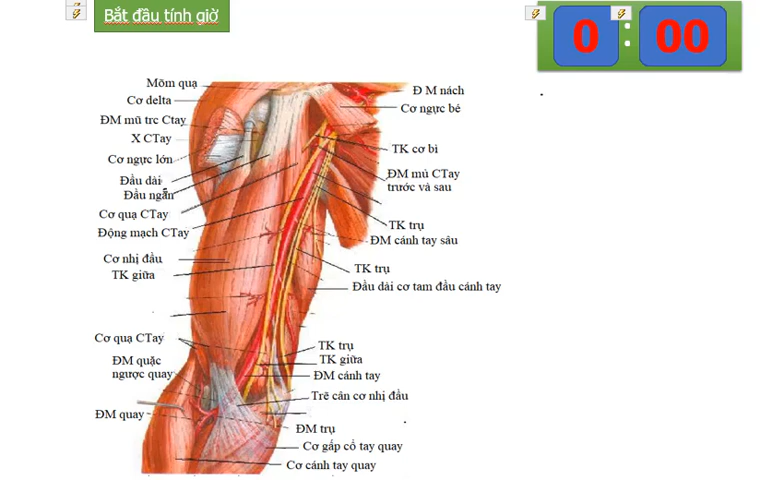 Bắt đầu tính giờ
0 : 00
Mõm quạ
Cơ delta
ĐM mũ trc Ctay
X CTay
Cơ ngực lớn
Đầu dài
Đầu ngắn
Cơ quạ CTay
Động mạch CTay
Cơ nhị đầu
TK giữa
Cơ quạ CTay
ĐM quặc
ngược quay
ĐM quay
Đ M nách
Cơ ngực bé
TK cơ bì
ĐM mủ CTay
trước và sau
TK trụ
ĐM cánh tay sâu
TK trụ
Đầu dài cơ tam đầu cánh tay
TK trụ
TK giữa
ĐM cánh tay
Trẽ cân cơ nhị đầu
ĐM trụ
Cơ gấp cổ tay quay
Cơ cánh tay quay